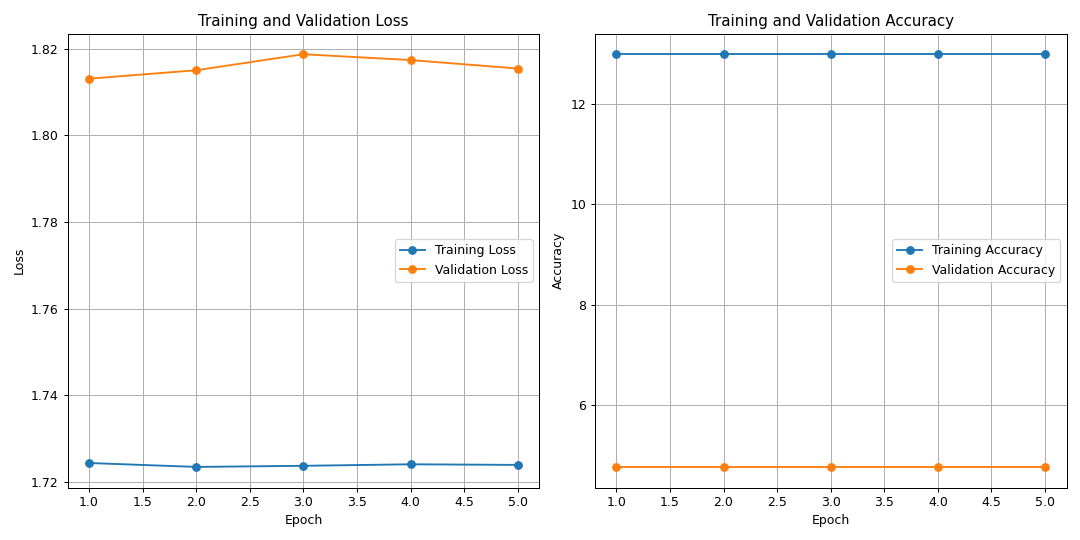 Training and Validation Loss
1.82
1.80
1.78
1.76
1.74
1.72
Loss
Training Loss
Validation Loss
1.0 1.5 2.0 2.5 3.0 3.5 4.0 4.5 5.0
Epoch
Training and Validation Accuracy
12
10
8
6
Accuracy
Training Accuracy
Validation Accuracy
1.0 1.5 2.0 2.5 3.0 3.5 4.0 4.5 5.0
Epoch